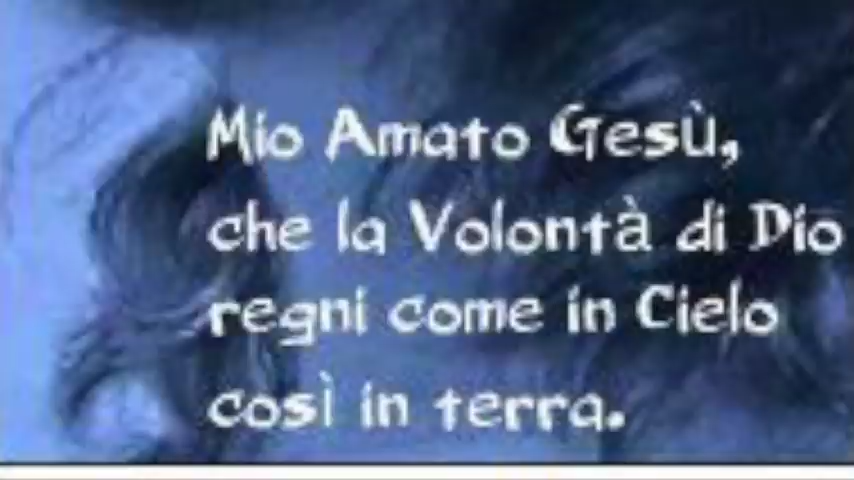 Mio Amato Gesù,
che la Volontà di Dio
regni come in Cielo
così in terra.